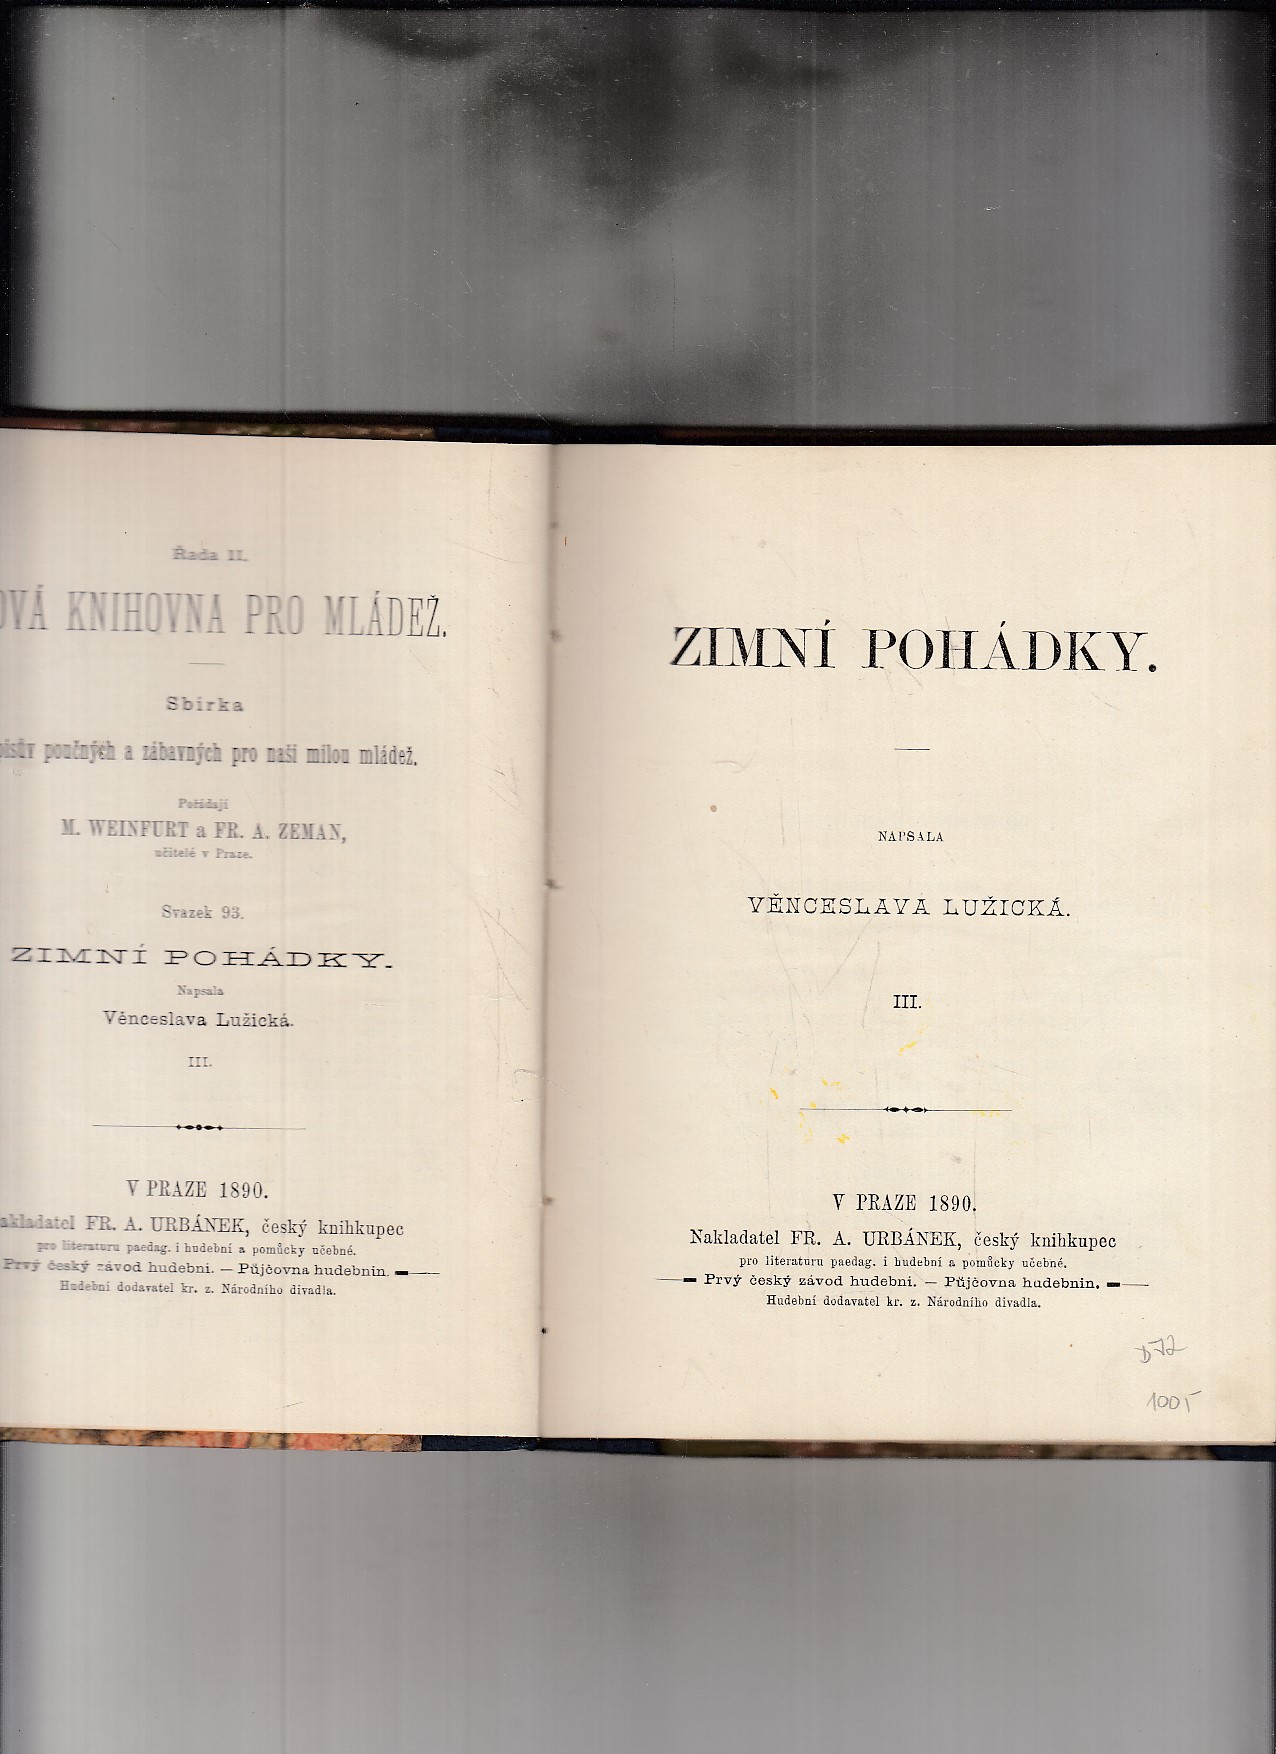 Řada II.
OVÁ KNIHOVNA PRO MLÁDEŽ.
Sbírka
pisův poučných a zábavných pro naši milou mládež.
Pořádají
M. WEINFURT a FR. A. ZEMAN,
učitelé v Praze.
Svazek 93.
ZIMNÍ POHÁDKY.
Napsala
Věnceslava Lužická.
III.
V PRAZE 1890.
akladatel FR. A. URBÁNEK, český knihkupec
pro literaturu paedag. i hudební a pomůcky učebné.
Prvý český závod hudební. — Půjčovna hudebnin.
Hudební dodavatel kr. z. Národního divadla.
ZIMNÍ POHÁDKY.
NAPSALA
VĚNCESLAVA LUŽICKÁ.
III.
V PRAZE 1890.
Nakladatel FR. A. URBÁNEK, český knihkupec
pro literaturu paedag. i hudební a pomůcky učebné.
Prvý český závod hudební. — Půjčovna hudebnin.
Hudební dodavatel kr. z. Národního divadla.
D72